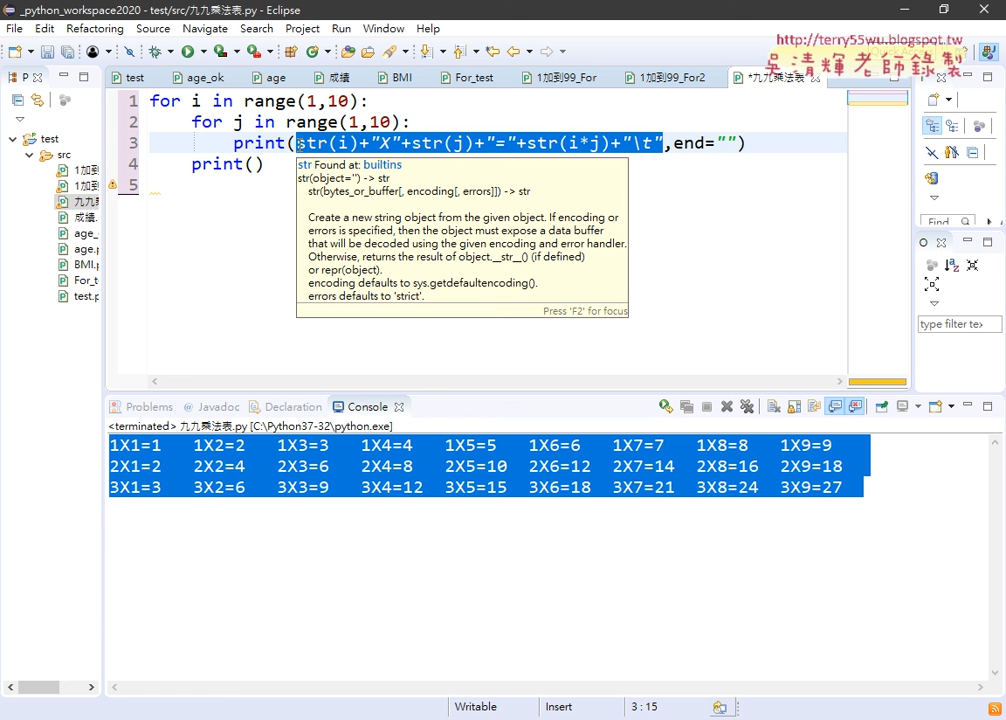 _python_workspace2020 - test/src/九九乘法表.py - Eclipse
File Edit Refactoring Source Navigate Search Project Run Window Help
http://terry55wu.blogspot.tw
吳清輝老師錄製
P
test age_ok age 成績 BMI For_test 1加到99_For 1加到99_For2 *九九乘法表
1 for i in range(1,10):
2 for j in range(1,10):
3 print(str(i)+"X"+str(j)+"="+str(i*j)+"\t",end="")
4 print()
5
test
src
1加到
1加到
九九
成績.
age_
age.p
BMI.p
For_t
test.p
str Found at: builtins
str(object='') -> str
str(bytes_or_buffer[, encoding[, errors]]) -> str
Create a new string object from the given object. If encoding or
errors is specified, then the object must expose a data buffer
that will be decoded using the given encoding and error handler.
Otherwise, returns the result of object.__str__() (if defined)
or repr(object).
encoding defaults to sys.getdefaultencoding().
errors defaults to 'strict'.
Press 'F2' for focus
Find
O
type filter te
Problems Javadoc Declaration Console
<terminated> 九九乘法表.py [C:\Python37-32\python.exe]
1X1=1 1X2=2 1X3=3 1X4=4 1X5=5 1X6=6 1X7=7 1X8=8 1X9=9
2X1=2 2X2=4 2X3=6 2X4=8 2X5=10 2X6=12 2X7=14 2X8=16 2X9=18
3X1=3 3X2=6 3X3=9 3X4=12 3X5=15 3X6=18 3X7=21 3X8=24 3X9=27
Writable Insert 3 : 15